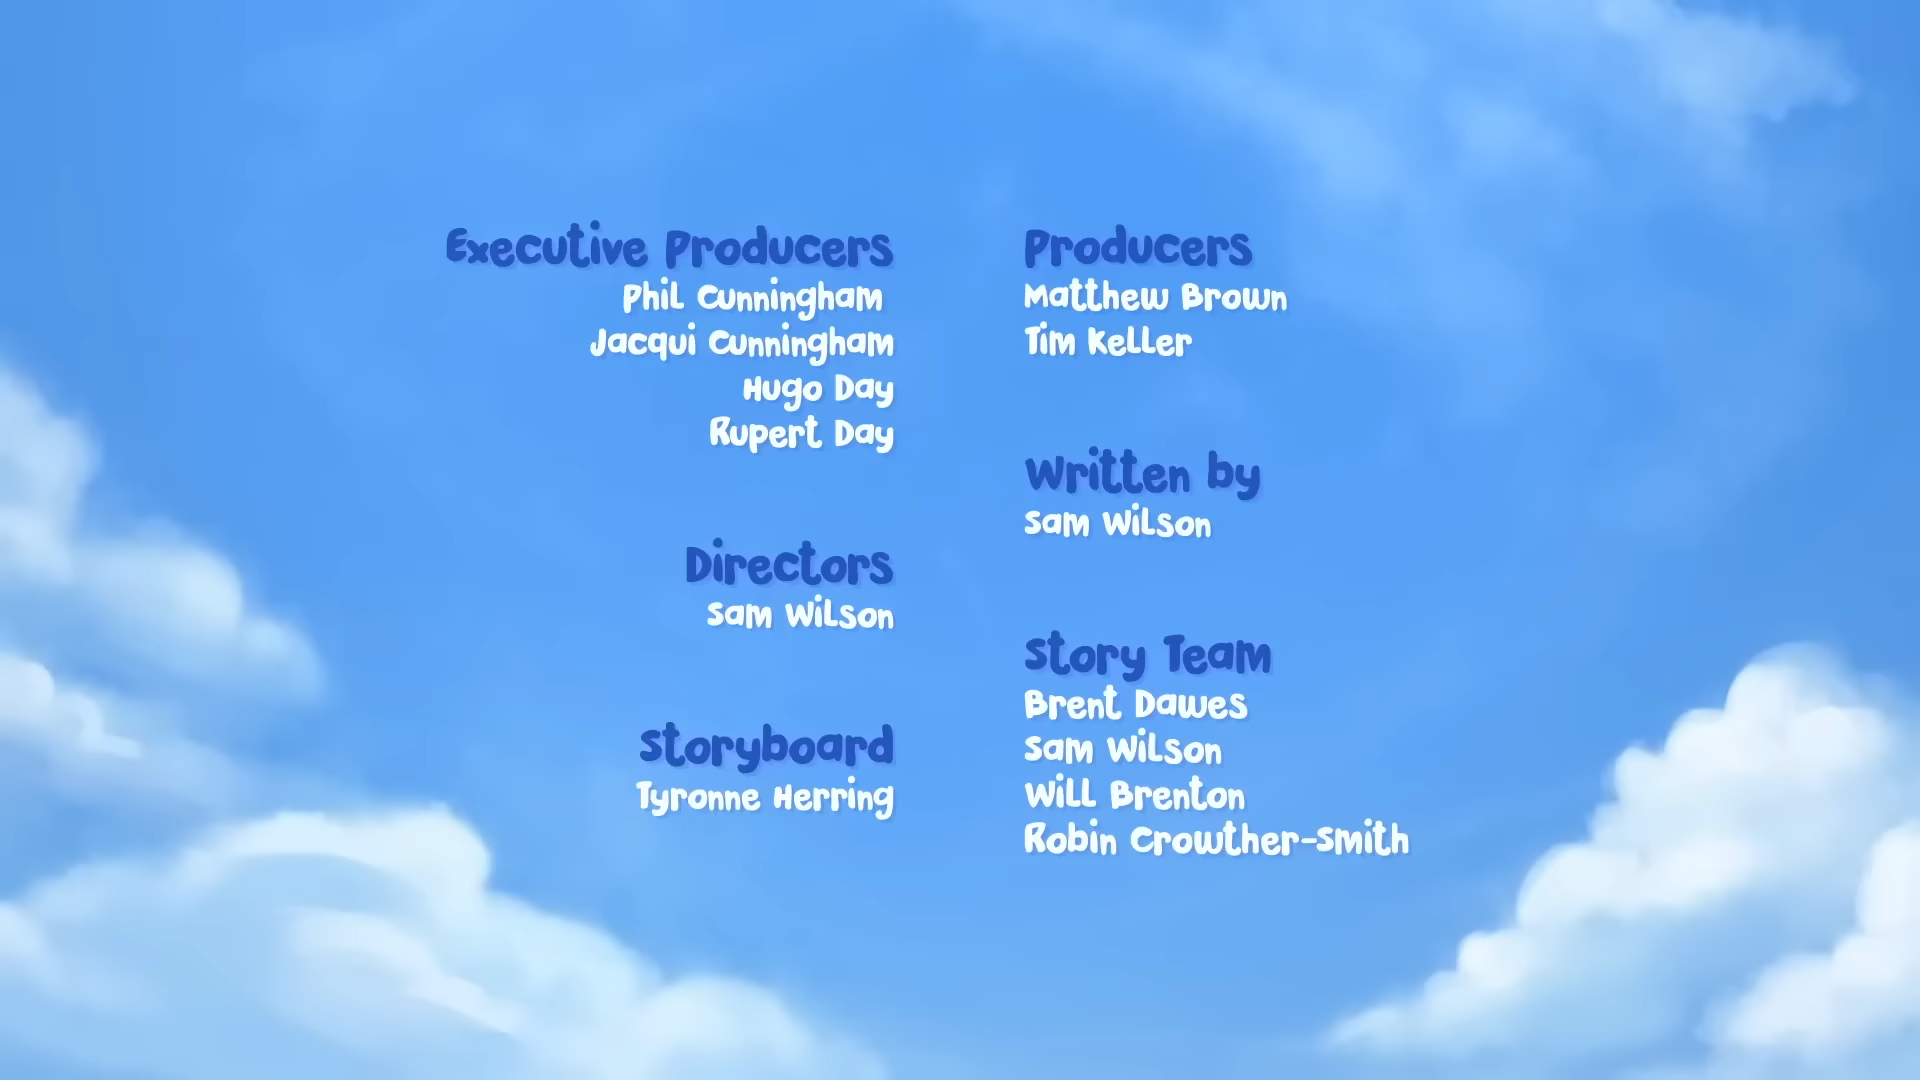 Executive Producers
Phil Cunningham
Jacqui Cunningham
Hugo Day
Rupert Day
Directors
Sam Wilson
Storyboard
Tyronne Herring
Producers
Matthew Brown
Tim Keller
Written by
Sam Wilson
Story Team
Brent Dawes
Sam Wilson
Will Brenton
Robin Crowther-Smith